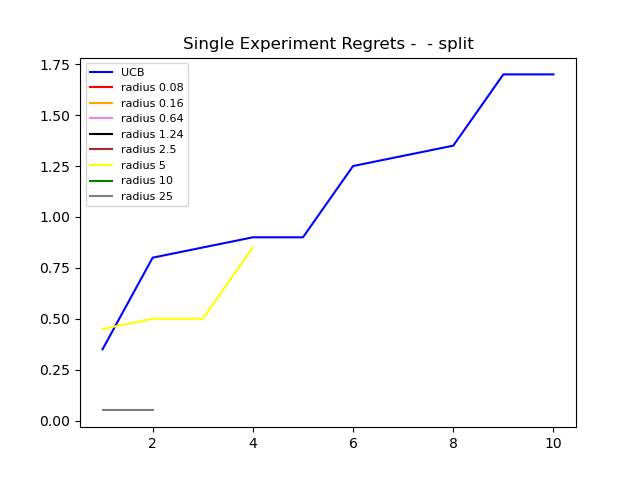 Single Experiment Regrets -  - split
1.75
1.50
1.25
1.00
0.75
0.50
0.25
0.00
UCB
radius 0.08
radius 0.16
radius 0.64
radius 1.24
radius 2.5
radius 5
radius 10
radius 25
2 4 6 8 10